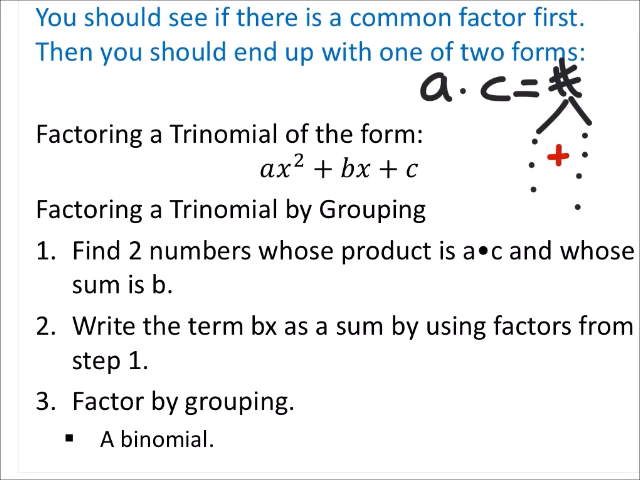 You should see if there is a common factor first.
Then you should end up with one of two forms:
a · c = #
+
Factoring a Trinomial of the form:
ax² + bx + c
Factoring a Trinomial by Grouping
1. Find 2 numbers whose product is a•c and whose
sum is b.
2. Write the term bx as a sum by using factors from
step 1.
3. Factor by grouping.
▪ A binomial.